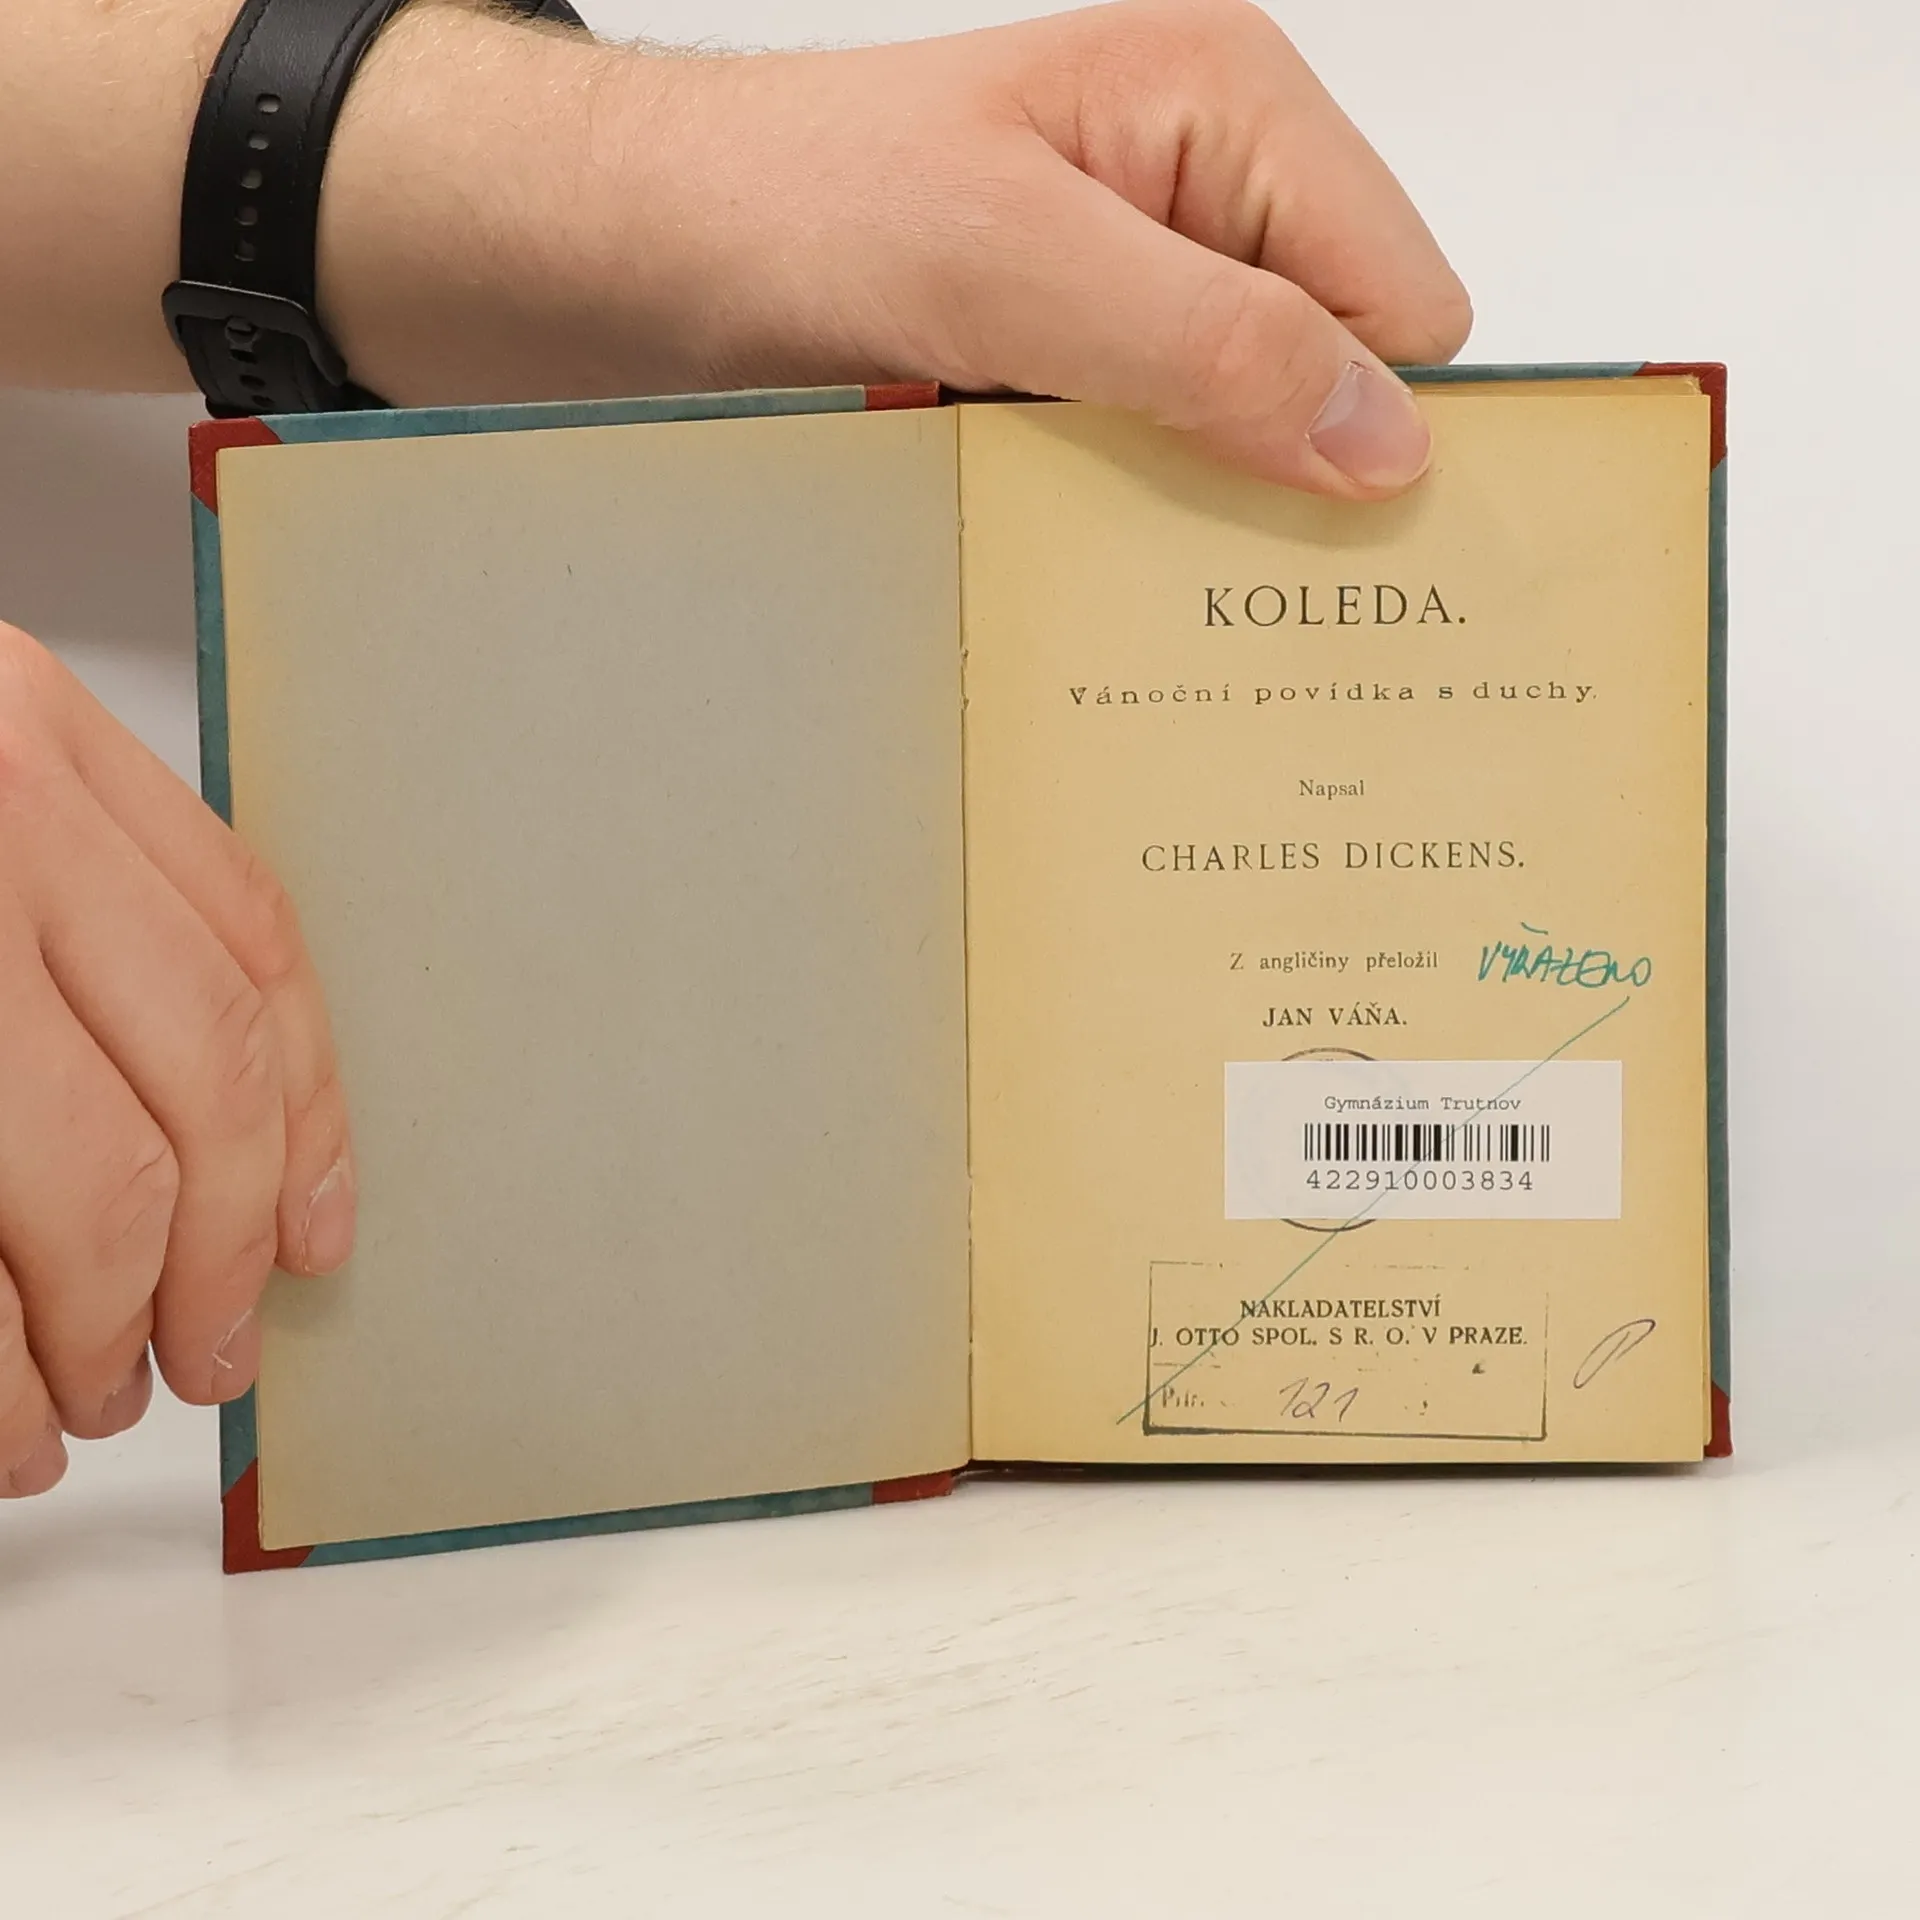 KOLEDA.
Vánoční povídka s duchy.
Napsal
CHARLES DICKENS.
Z angličiny přeložil
VYŘAZENO
JAN VÁŇA.
Gymnázium Trutnov
422910003834
NAKLADATELSTVÍ
J. OTTO SPOL. S R. O. V PRAZE.
121